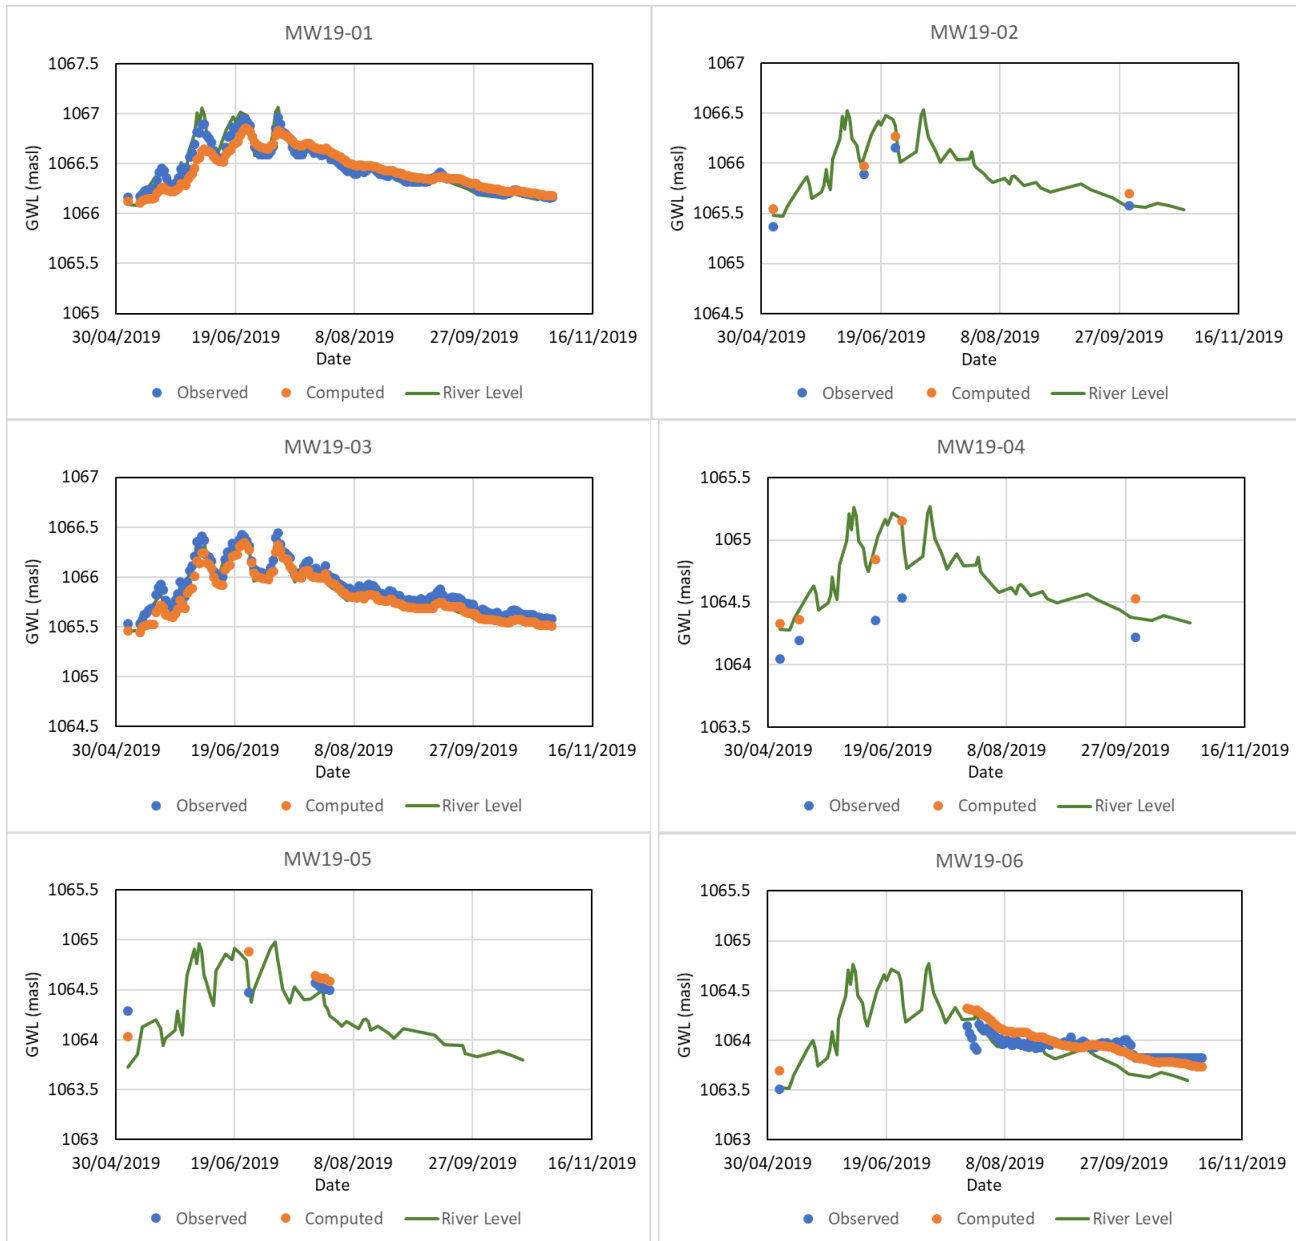 MW19-01
1067.5
1067
1066.5
1066
1065.5
1065
GWL (masl)
30/04/2019 19/06/2019 8/08/2019 27/09/2019 16/11/2019
Date
Observed Computed River Level
MW19-02
1067
1066.5
1066
1065.5
1065
1064.5
GWL (masl)
30/04/2019 19/06/2019 8/08/2019 27/09/2019 16/11/2019
Date
Observed Computed River Level
MW19-03
1067
1066.5
1066
1065.5
1065
1064.5
GWL (masl)
30/04/2019 19/06/2019 8/08/2019 27/09/2019 16/11/2019
Date
Observed Computed River Level
MW19-04
1065.5
1065
1064.5
1064
1063.5
GWL (masl)
30/04/2019 19/06/2019 8/08/2019 27/09/2019 16/11/2019
Date
Observed Computed River Level
MW19-05
1065.5
1065
1064.5
1064
1063.5
1063
GWL (masl)
30/04/2019 19/06/2019 8/08/2019 27/09/2019 16/11/2019
Date
Observed Computed River Level
MW19-06
1065.5
1065
1064.5
1064
1063.5
1063
GWL (masl)
30/04/2019 19/06/2019 8/08/2019 27/09/2019 16/11/2019
Date
Observed Computed River Level